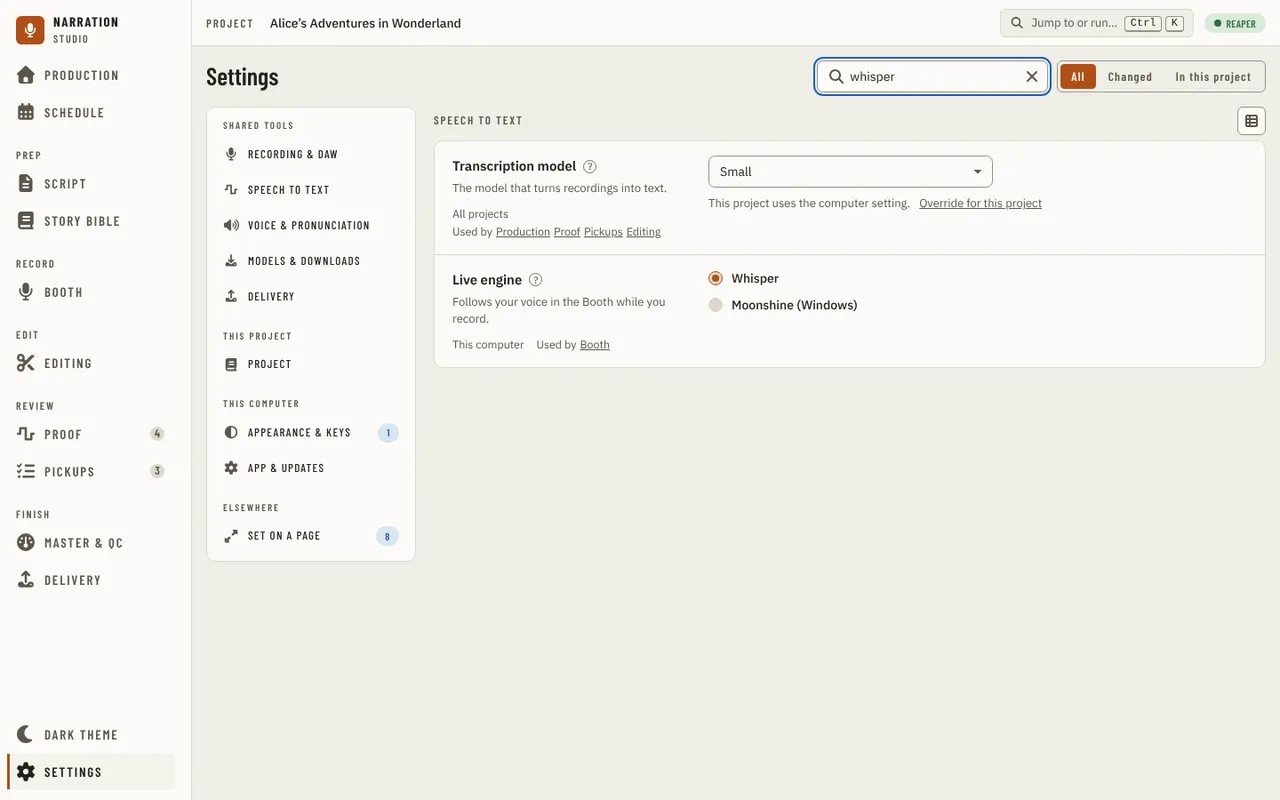 NARRATION
STUDIO
PRODUCTION
SCHEDULE
PREP
SCRIPT
STORY BIBLE
RECORD
BOOTH
EDIT
EDITING
REVIEW
PROOF 4
PICKUPS 3
FINISH
MASTER & QC
DELIVERY
DARK THEME
SETTINGS
PROJECT Alice's Adventures in Wonderland
Jump to or run... Ctrl K
REAPER
Settings
whisper
All Changed In this project
SHARED TOOLS
RECORDING & DAW
SPEECH TO TEXT
VOICE & PRONUNCIATION
MODELS & DOWNLOADS
DELIVERY
THIS PROJECT
PROJECT
THIS COMPUTER
APPEARANCE & KEYS 1
APP & UPDATES
ELSEWHERE
SET ON A PAGE 8
SPEECH TO TEXT
Transcription model ?
The model that turns recordings into text.
All projects
Used by Production Proof Pickups Editing
Small
This project uses the computer setting. Override for this project
Live engine ?
Follows your voice in the Booth while you
record.
This computer Used by Booth
Whisper
Moonshine (Windows)